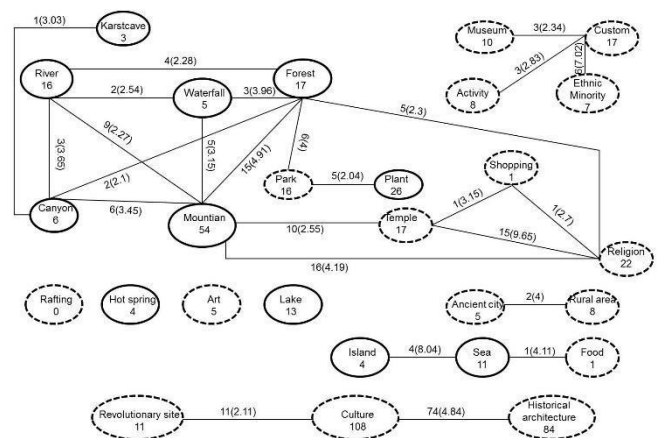 1(3.03)
Karstcave
3
Museum
10
3(2.34)
Custom
17
4(2.28)
River
16
Forest
17
3(2.83)
6(7.02)
2(2.54)
Waterfall
5
3(3.96)
Activity
8
Ethnic
Minority
7
5(2.3)
3(3.65)
9(2.27)
5(3.15)
15(4.91)
6(4)
Shopping
1
2(2.1)
Park
16
5(2.04)
Plant
26
1(3.15)
1(2.7)
Canyon
6
6(3.45)
Mountian
54
10(2.55)
Temple
17
15(9.65)
16(4.19)
Religion
22
Rafting
0
Hot spring
4
Art
5
Lake
13
Ancient city
5
2(4)
Rural area
8
Island
4
4(8.04)
Sea
11
1(4.11)
Food
1
Revolutionary site
11
11(2.11)
Culture
108
74(4.84)
Historical
architecture
84